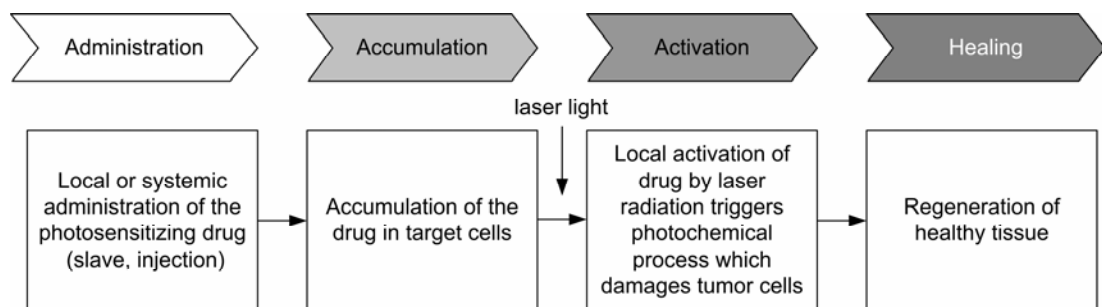 Administration
Accumulation
Activation
Healing
laser light
Local or systemic
administration of the
photosensitizing drug
(slave, injection)
Accumulation of the
drug in target cells
Local activation of
drug by laser
radiation triggers
photochemical
process which
damages tumor cells
Regeneration of
healthy tissue